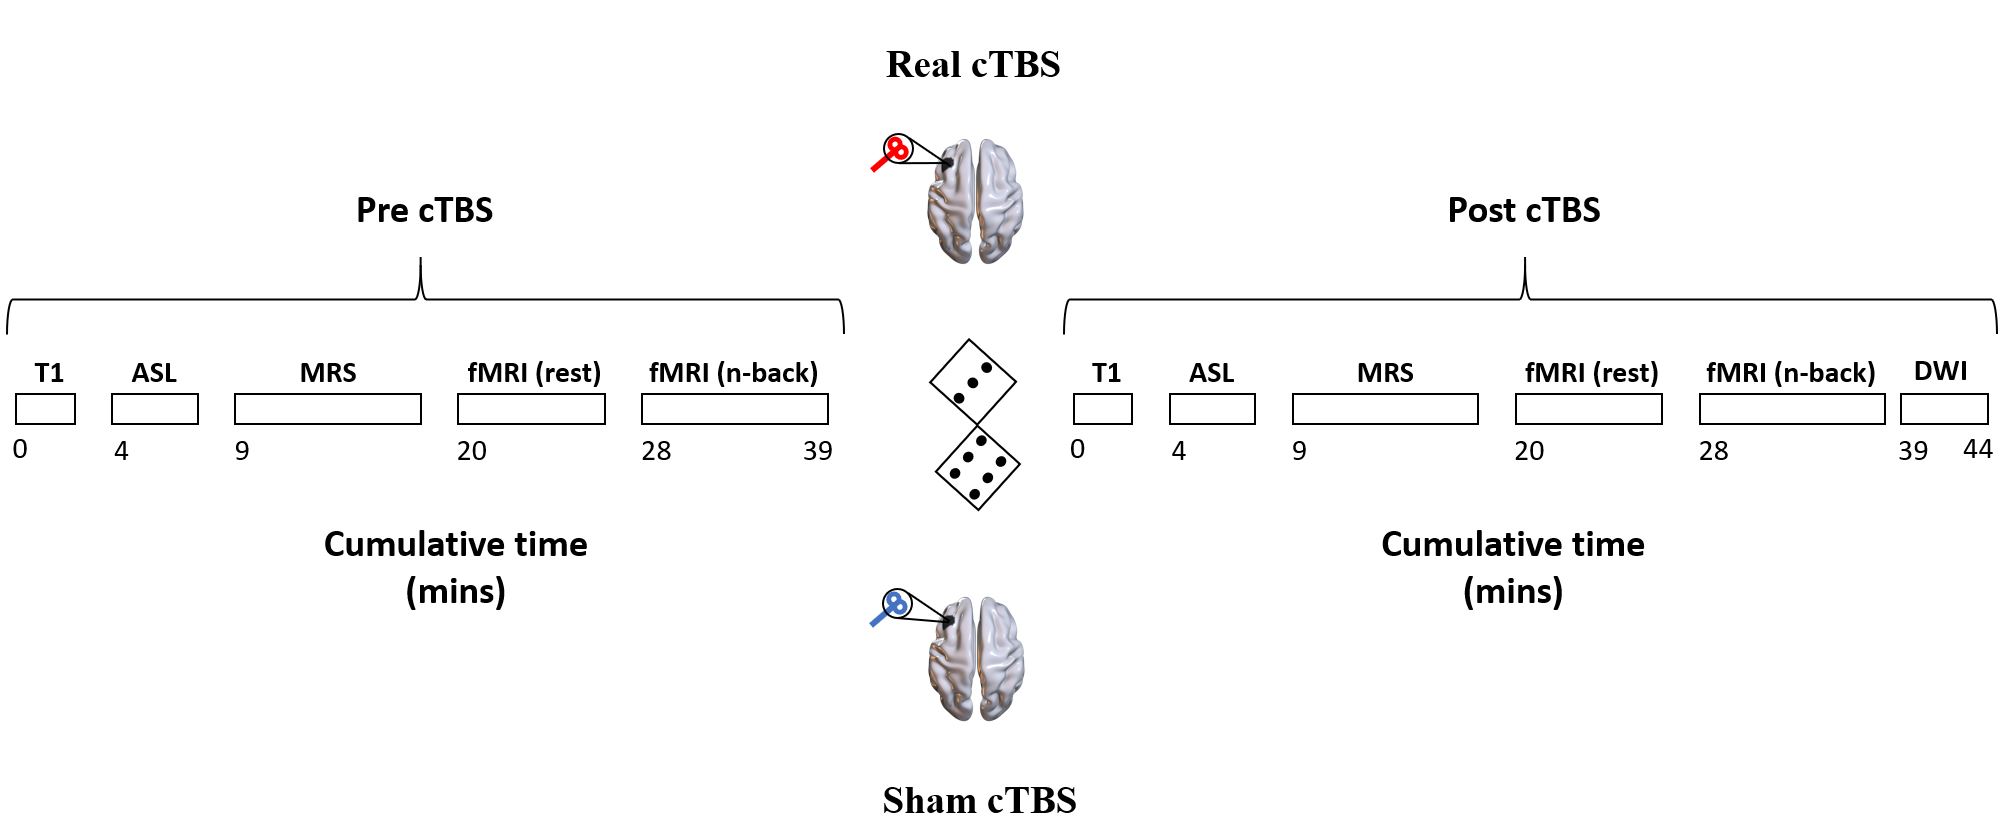 Real cTBS
Pre cTBS
Post cTBS
T1 ASL MRS fMRI (rest) fMRI (n-back)
0 4 9 20 28 39
Cumulative time
(mins)
T1 ASL MRS fMRI (rest) fMRI (n-back) DWI
0 4 9 20 28 39 44
Cumulative time
(mins)
Sham cTBS